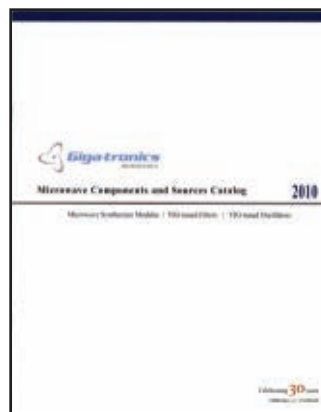 Giga-tronics
Microwave Components and Sources Catalog 2010
Microwave Synthesizer Modules | YIG-tuned Filters | YIG-tuned Oscillators
Celebrating 30 years